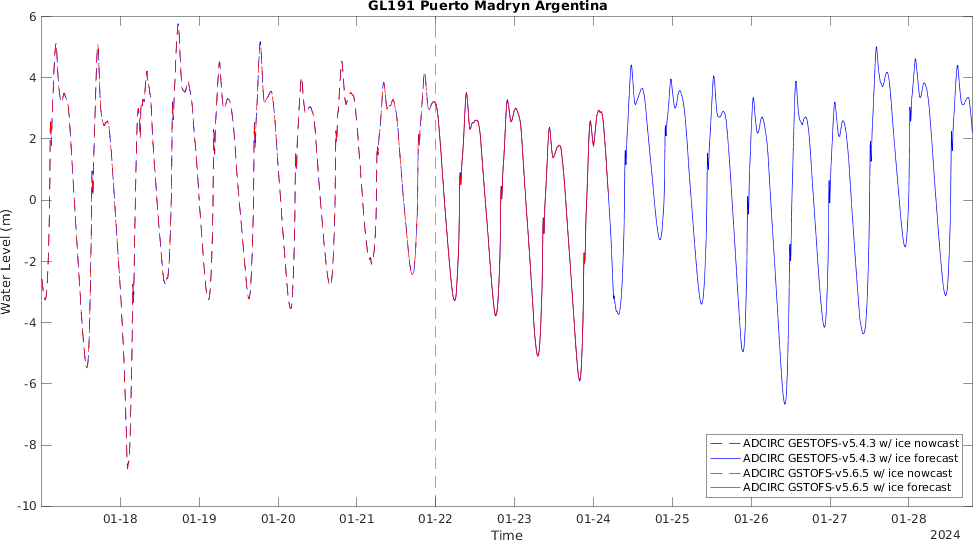 GL191 Puerto Madryn Argentina
6
4
2
0
-2
-4
-6
-8
-10
Water Level (m)
ADCIRC GESTOFS-v5.4.3 w/ ice nowcast
ADCIRC GESTOFS-v5.4.3 w/ ice forecast
ADCIRC GSTOFS-v5.6.5 w/ ice nowcast
ADCIRC GSTOFS-v5.6.5 w/ ice forecast
01-18 01-19 01-20 01-21 01-22 01-23 01-24 01-25 01-26 01-27 01-28
Time
2024